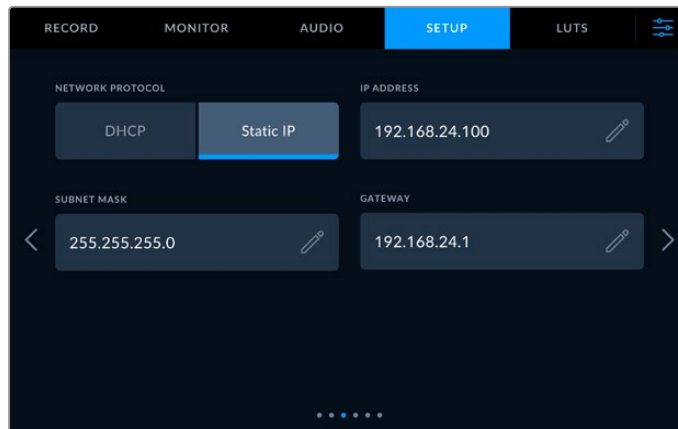 RECORD MONITOR AUDIO SETUP LUTS
NETWORK PROTOCOL IP ADDRESS
DHCP Static IP 192.168.24.100
SUBNET MASK GATEWAY
255.255.255.0 192.168.24.1